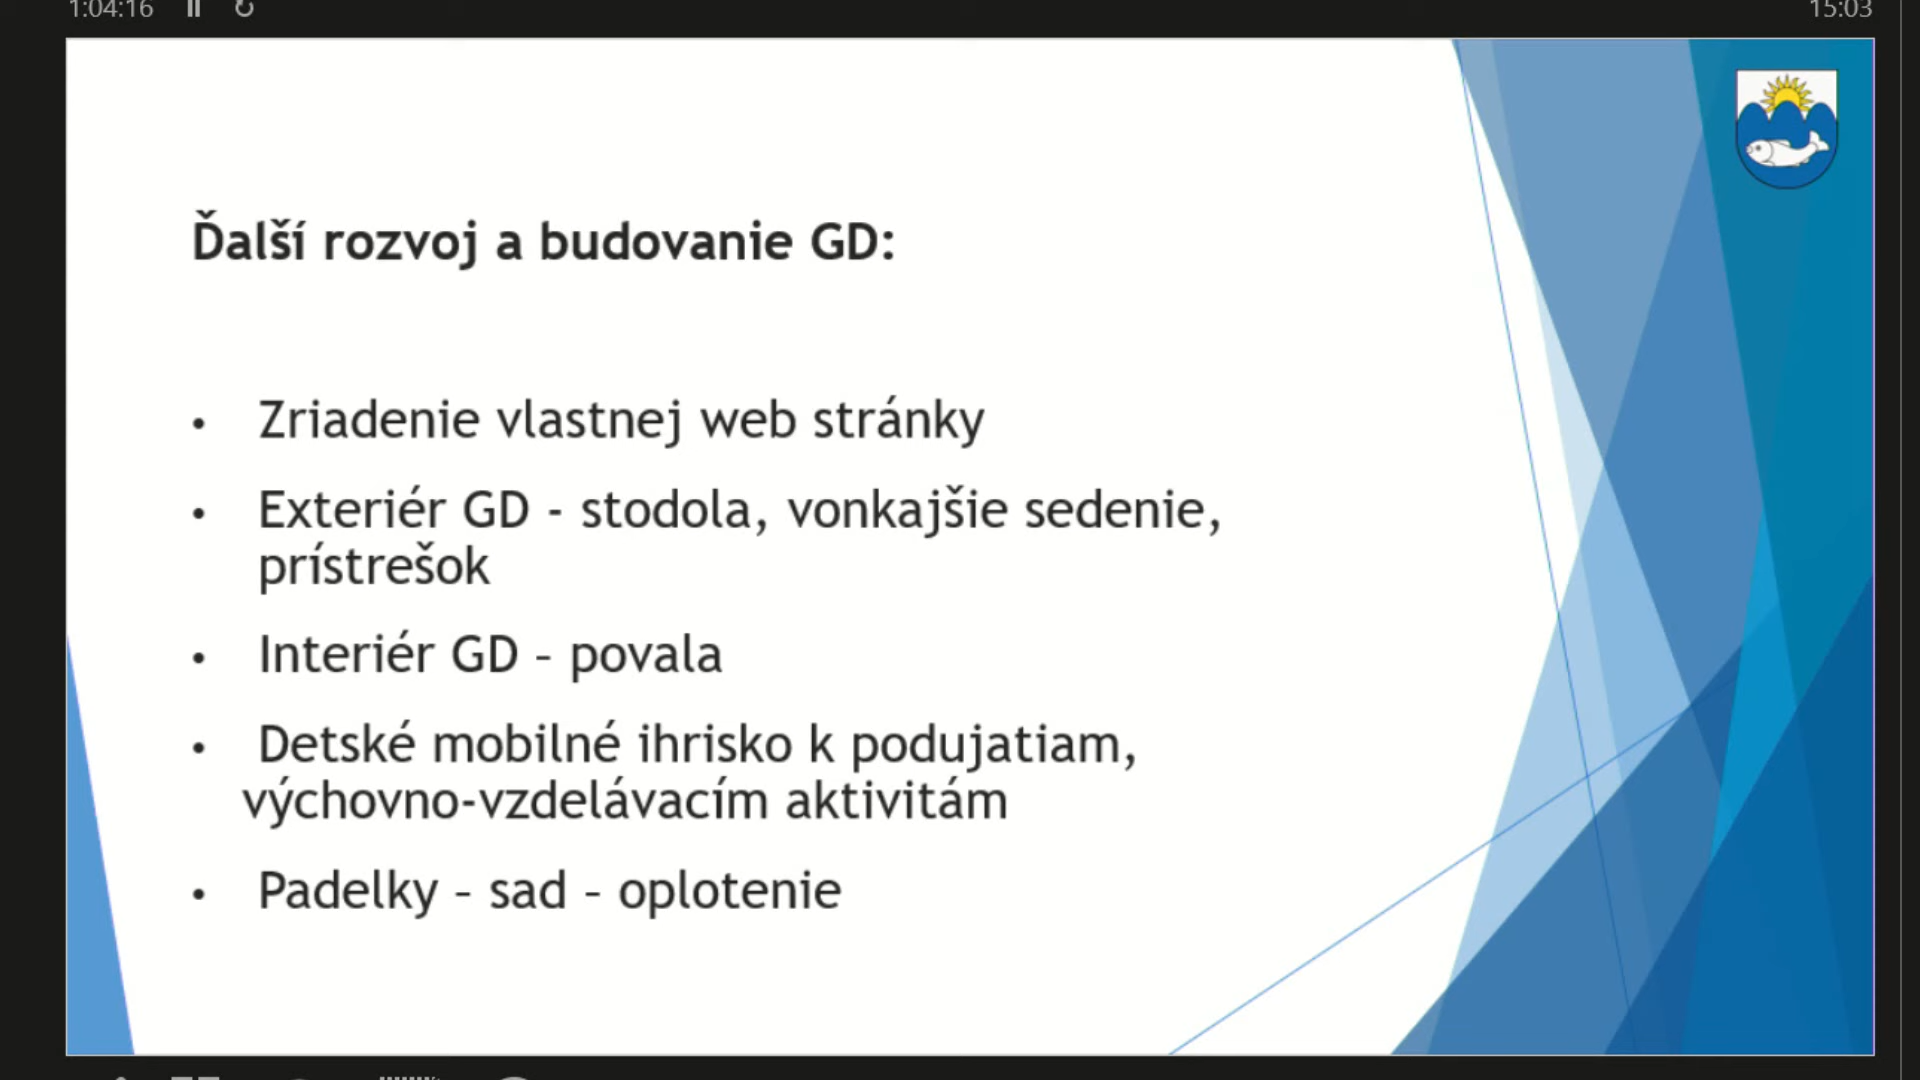 1:04:16 15:03
Ďalší rozvoj a budovanie GD:
• Zriadenie vlastnej web stránky
• Exteriér GD - stodola, vonkajšie sedenie,
prístrešok
• Interiér GD – povala
• Detské mobilné ihrisko k podujatiam,
výchovno-vzdelávacím aktivitám
• Padelky – sad – oplotenie